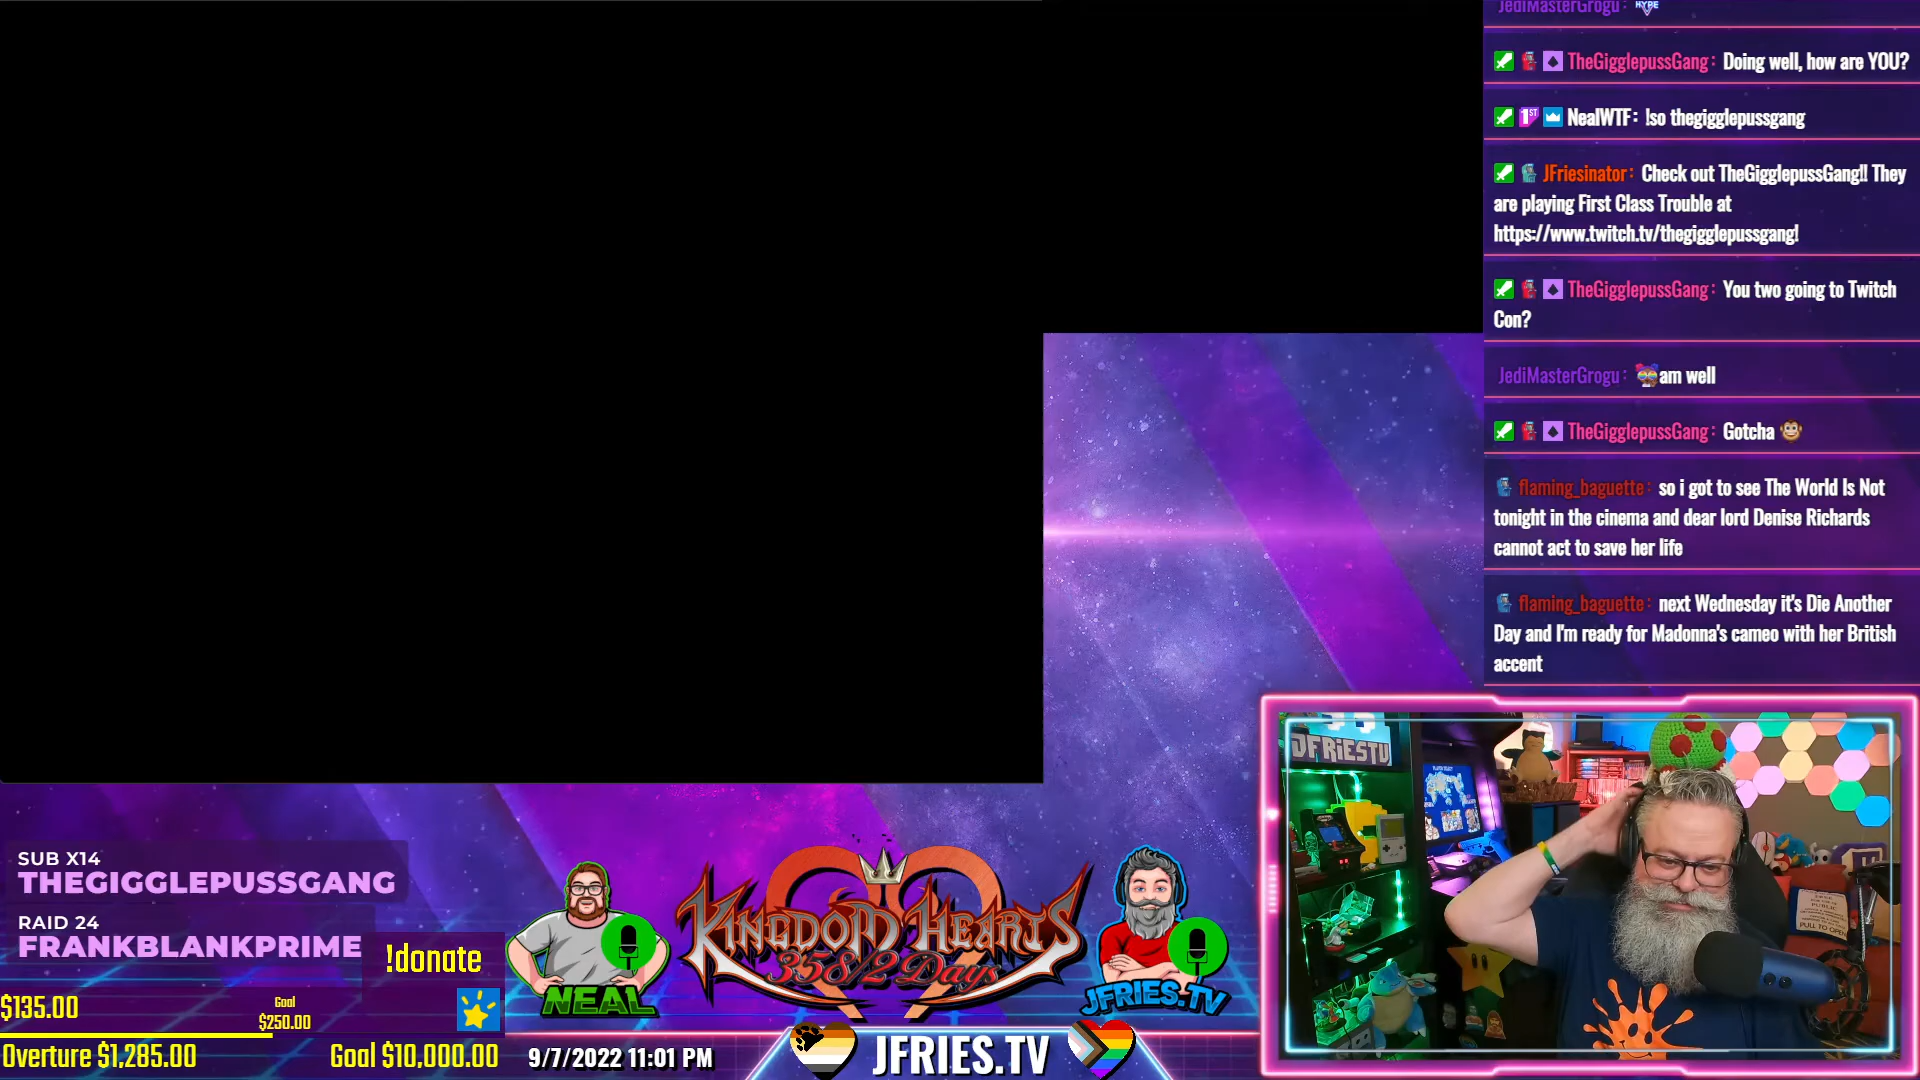 JediMasterGrogu: HYPE
TheGigglepussGang: Doing well, how are YOU?
1ST NealWTF: !so thegigglepussgang
JFriesinator: Check out TheGigglepussGang!! They
are playing First Class Trouble at
https://www.twitch.tv/thegigglepussgang!
TheGigglepussGang: You two going to Twitch
Con?
JediMasterGrogu: am well
TheGigglepussGang: Gotcha
flaming_baguette: so i got to see The World Is Not
tonight in the cinema and dear lord Denise Richards
cannot act to save her life
flaming_baguette: next Wednesday it's Die Another
Day and I'm ready for Madonna's cameo with her British
accent
JFRIESTV
SUB X14
THEGIGGLEPUSSGANG
RAID 24
FRANKBLANKPRIME
!donate
$135.00
Goal
$250.00
Overture $1,285.00
Goal $10,000.00
NEAL
KINGDOM HEARTS
358/2 Days
JFRIES.TV
9/7/2022 11:01 PM
JFRIES.TV
PULL TO OPEN